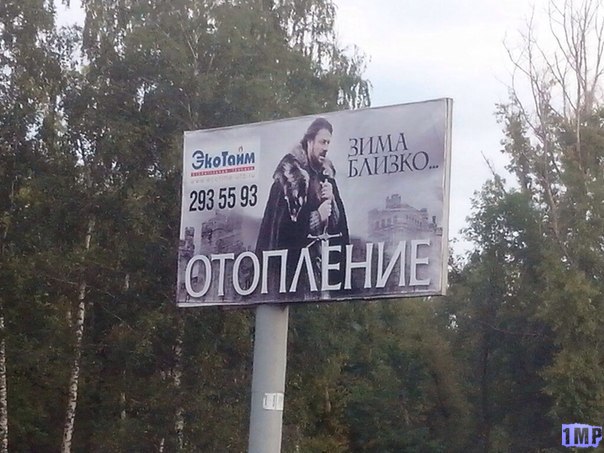 ЭкоТайм
293 55 93
ЗИМА
БЛИЗКО...
ОТОПЛЕНИЕ
1MP